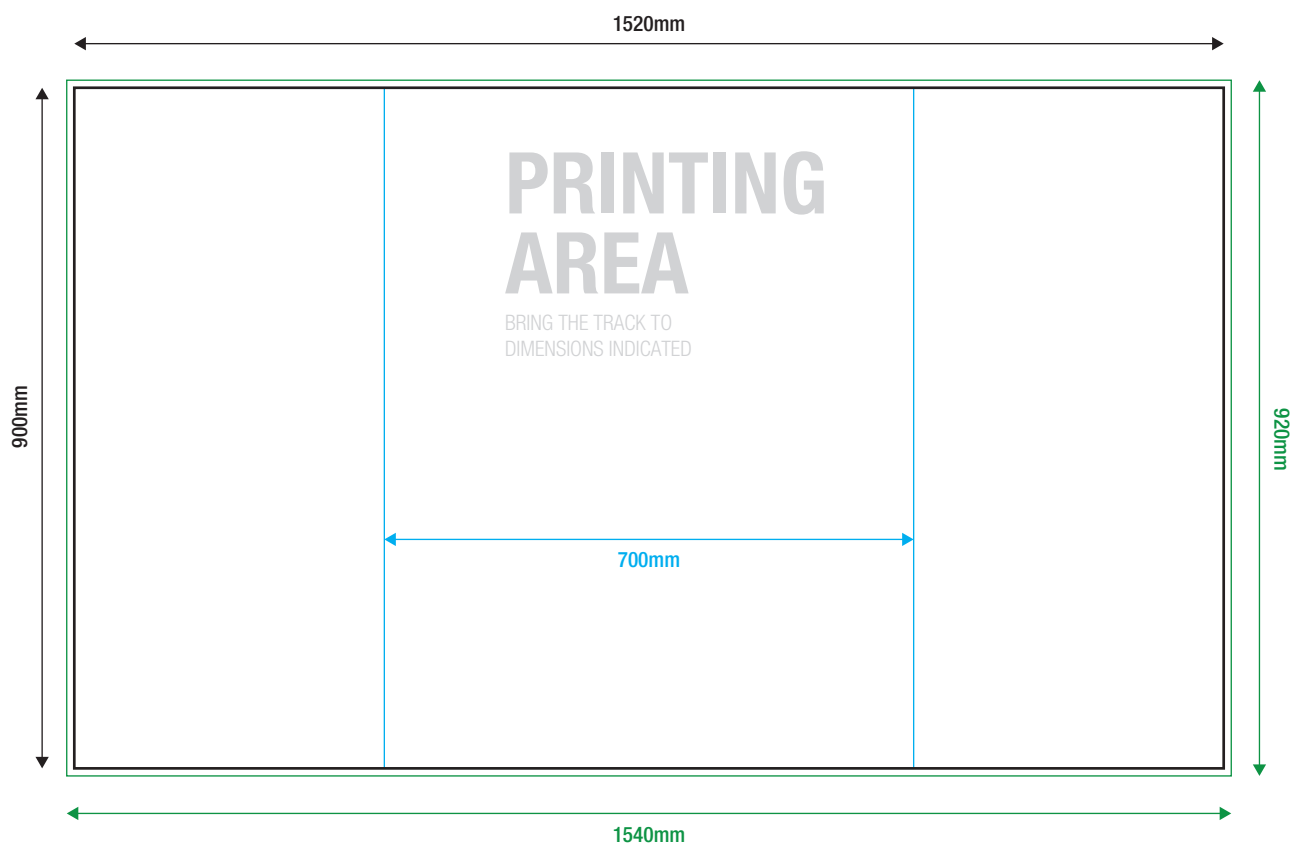 1520mm
PRINTING
AREA
BRING THE TRACK TO
DIMENSIONS INDICATED
900mm
920mm
700mm
1540mm